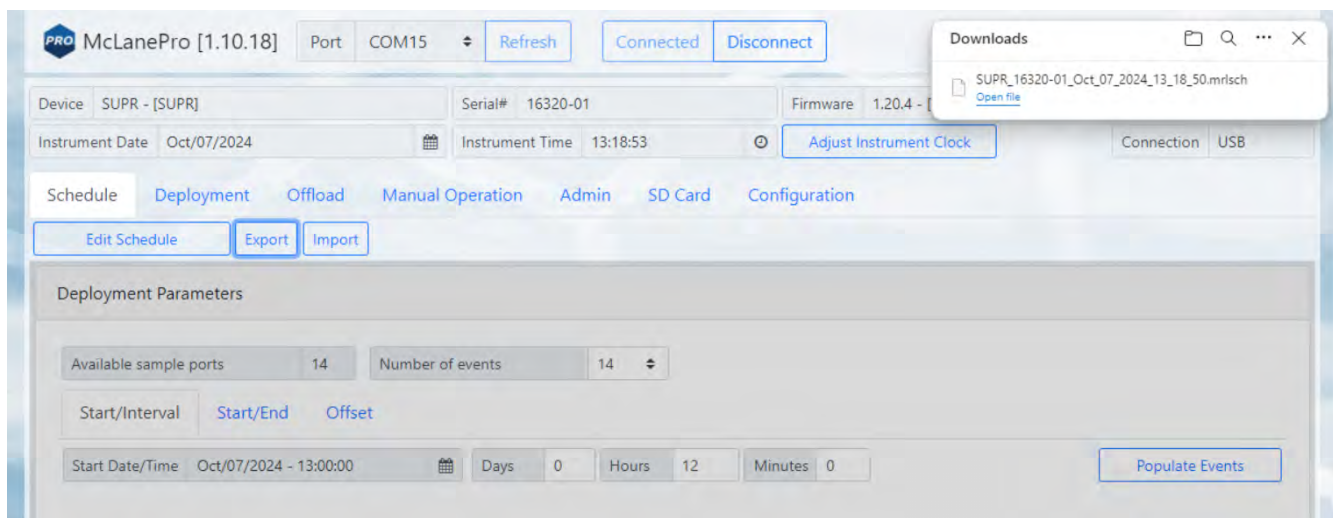 PRO McLanePro [1.10.18] Port COM15 Refresh Connected Disconnect
Downloads
SUPR_16320-01_Oct_07_2024_13_18_50.mrlsch
Open file
Device SUPR - [SUPR] Serial# 16320-01 Firmware 1.20.4 - [
Instrument Date Oct/07/2024 Instrument Time 13:18:53 Adjust Instrument Clock Connection USB
Schedule Deployment Offload Manual Operation Admin SD Card Configuration
Edit Schedule Export Import
Deployment Parameters
Available sample ports 14 Number of events 14
Start/Interval Start/End Offset
Start Date/Time Oct/07/2024 - 13:00:00 Days 0 Hours 12 Minutes 0 Populate Events